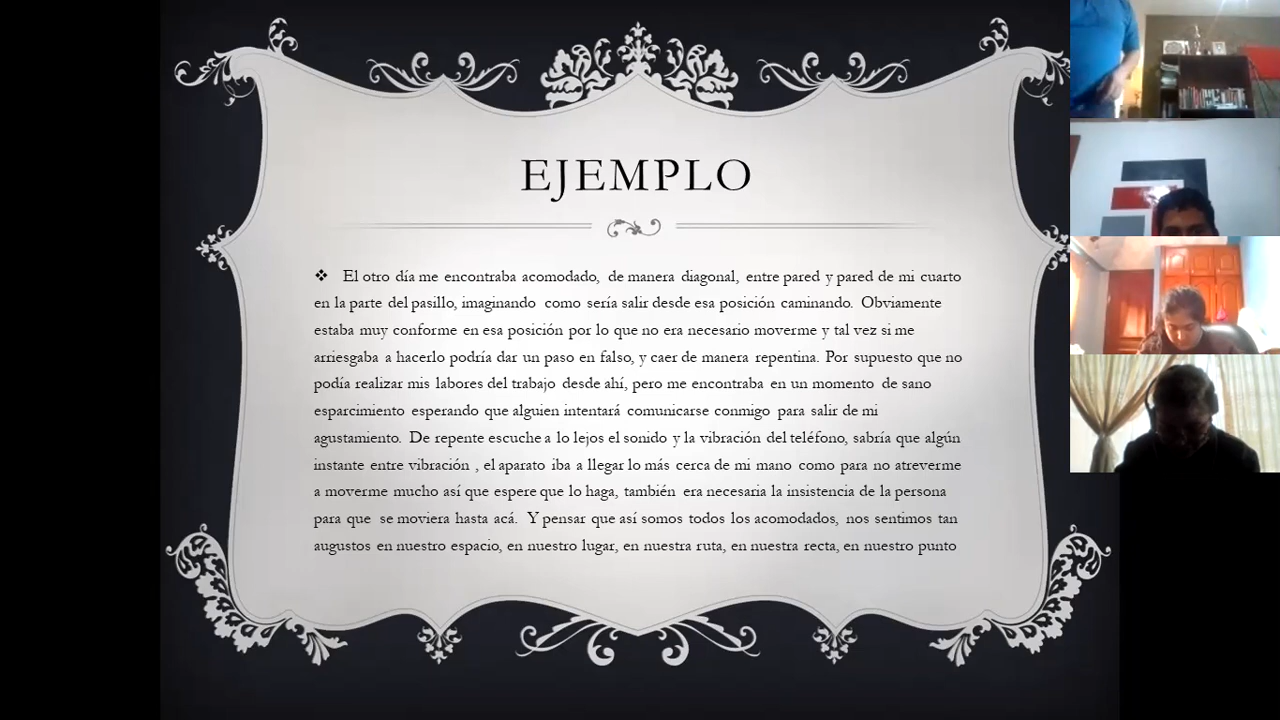 EJEMPLO
❖ El otro día me encontraba acomodado, de manera diagonal, entre pared y pared de mi cuarto
en la parte del pasillo, imaginando como sería salir desde esa posición caminando. Obviamente
estaba muy conforme en esa posición por lo que no era necesario moverme y tal vez si me
arriesgaba a hacerlo podría dar un paso en falso, y caer de manera repentina. Por supuesto que no
podía realizar mis labores del trabajo desde ahí, pero me encontraba en un momento de sano
esparcimiento esperando que alguien intentará comunicarse conmigo para salir de mi
agustamiento. De repente escuche a lo lejos el sonido y la vibración del teléfono, sabría que algún
instante entre vibración , el aparato iba a llegar lo más cerca de mi mano como para no atreverme
a moverme mucho así que espere que lo haga, también era necesaria la insistencia de la persona
para que se moviera hasta acá. Y pensar que así somos todos los acomodados, nos sentimos tan
augustos en nuestro espacio, en nuestro lugar, en nuestra ruta, en nuestra recta, en nuestro punto